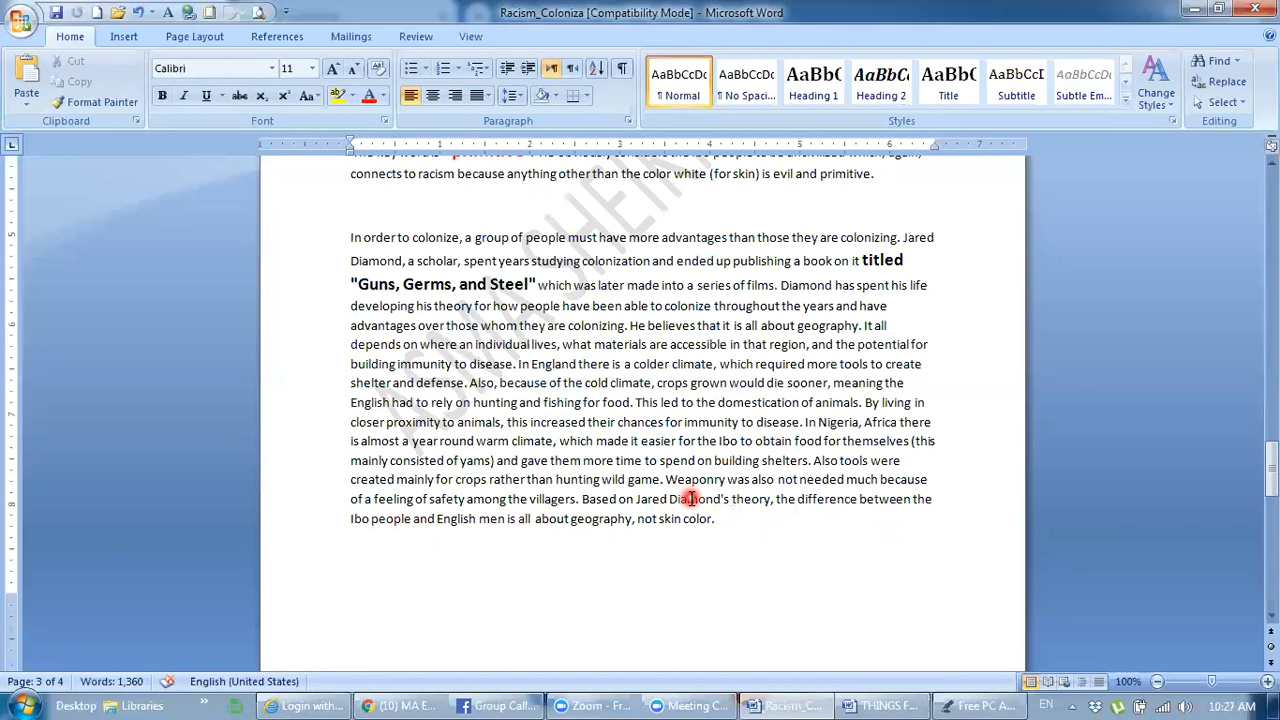 Racism_Coloniza [Compatibility Mode] - Microsoft Word
Home Insert Page Layout References Mailings Review View
Paste
Cut
Copy
Format Painter
Clipboard
Calibri 11
Font
Paragraph
AaBbCcDc AaBbCcDc AaBbC AaBbCc AaBbC AaBbCcI AaBbCcDc
¶ Normal ¶ No Spaci... Heading 1 Heading 2 Title Subtitle Subtle Em...
Change Styles
Styles
Find
Replace
Select
Editing
connects to racism because anything other than the color white (for skin) is evil and primitive.
In order to colonize, a group of people must have more advantages than those they are colonizing. Jared
Diamond, a scholar, spent years studying colonization and ended up publishing a book on it titled
"Guns, Germs, and Steel" which was later made into a series of films. Diamond has spent his life
developing his theory for how people have been able to colonize throughout the years and have
advantages over those whom they are colonizing. He believes that it is all about geography. It all
depends on where an individual lives, what materials are accessible in that region, and the potential for
building immunity to disease. In England there is a colder climate, which required more tools to create
shelter and defense. Also, because of the cold climate, crops grown would die sooner, meaning the
English had to rely on hunting and fishing for food. This led to the domestication of animals. By living in
closer proximity to animals, this increased their chances for immunity to disease. In Nigeria, Africa there
is almost a year round warm climate, which made it easier for the Ibo to obtain food for themselves (this
mainly consisted of yams) and gave them more time to spend on building shelters. Also tools were
created mainly for crops rather than hunting wild game. Weaponry was also not needed much because
of a feeling of safety among the villagers. Based on Jared Diamond's theory, the difference between the
Ibo people and English men is all about geography, not skin color.
ASMA SHEIK
Page: 3 of 4 Words: 1,360 English (United States) 100%
Desktop Libraries Login with... (10) MA E... Group Call... Zoom - Fr... Meeting C... Racism_C... THINGS F... Free PC A... EN 10:27 AM